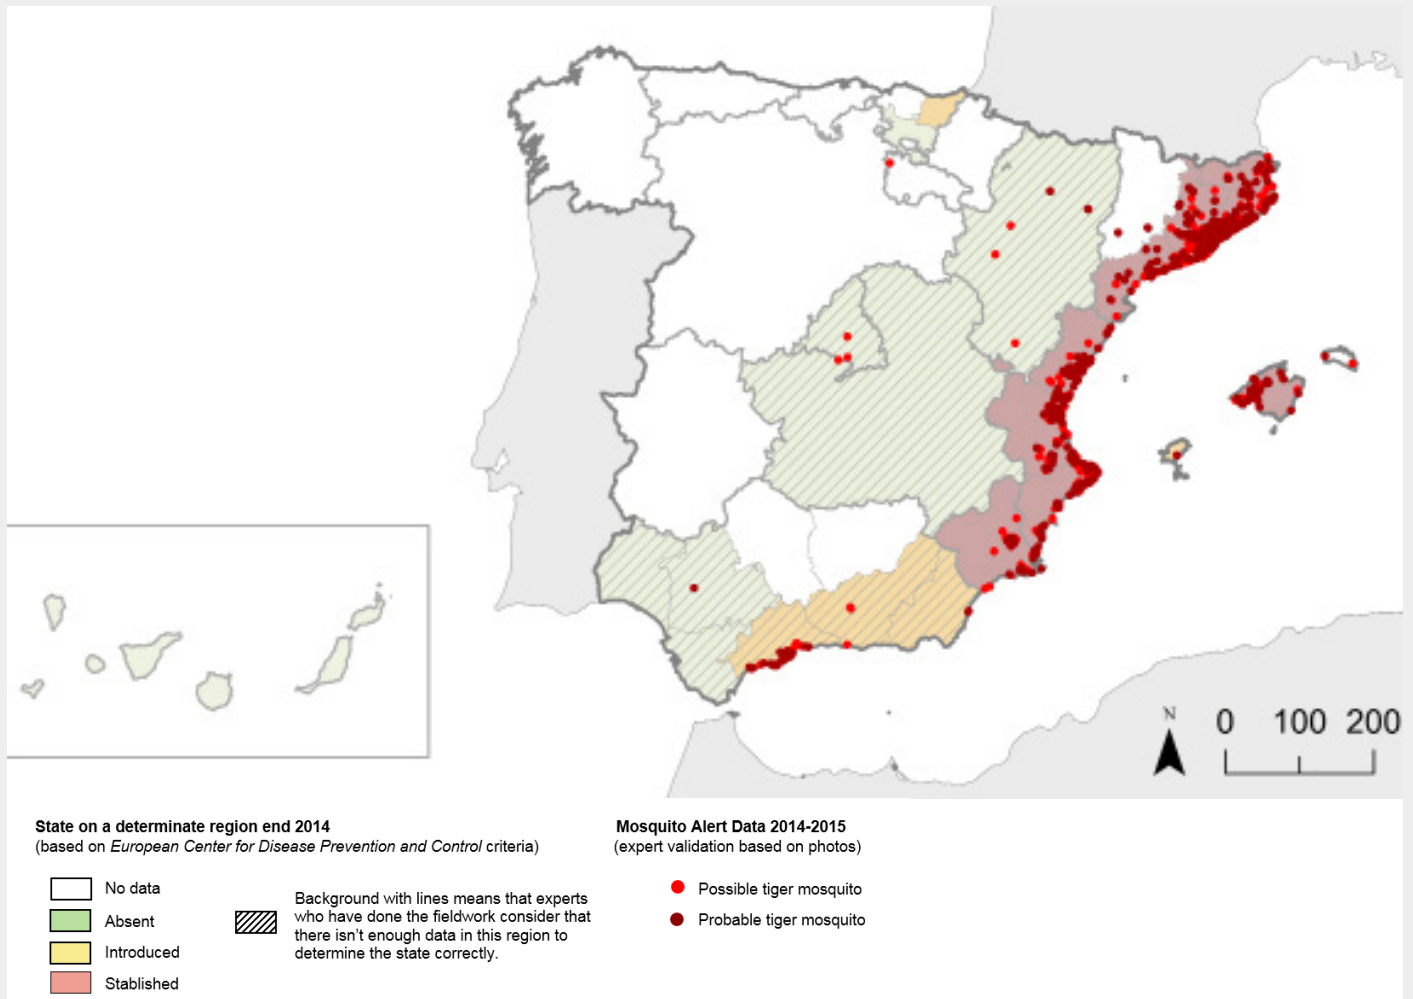 N
0 100 200
State on a determinate region end 2014
(based on European Center for Disease Prevention and Control criteria)
No data
Absent
Introduced
Stablished
Background with lines means that experts
who have done the fieldwork consider that
there isn't enough data in this region to
determine the state correctly.
Mosquito Alert Data 2014-2015
(expert validation based on photos)
Possible tiger mosquito
Probable tiger mosquito